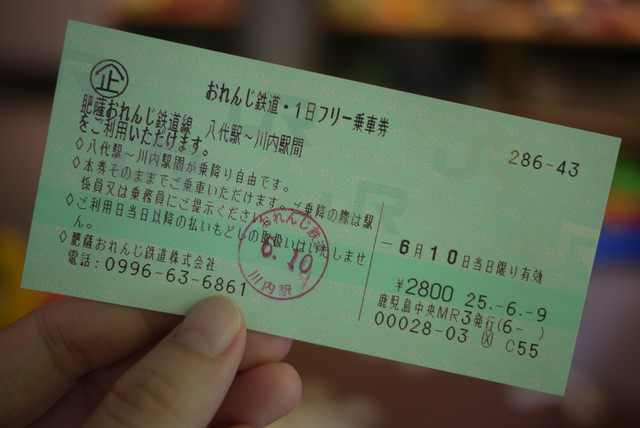 企
おれんじ鉄道・1日フリー乗車券
286-43
肥薩おれんじ鉄道線 八代駅～川内駅間
をご利用いただけます。
◇八代駅～川内駅間が乗降り自由です。
◇本券そのままでご乗車いただけます。ご乗降の際は駅
係員又は乗務員にご提示ください。
◇ご利用日当日以降の払いもどしの取扱いはいたしませ
ん。
◇肥薩おれんじ鉄道株式会社
電話：0996-63-6861
おれんじ鉄道
6.10
川内駅
-6月10日当日限り有効
¥2800 25.-6.-9
鹿児島中央MR3発行(6- )
00028-03 C55